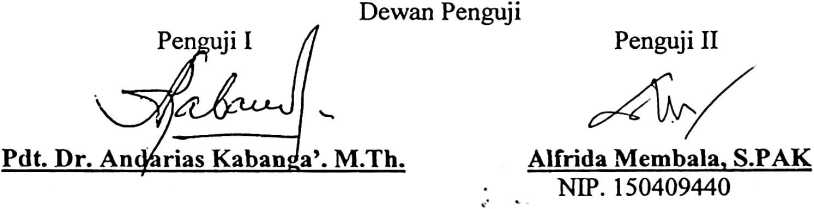 Dewan Penguji
Penguji I
Penguji II
Pdt. Dr. Andarias Kabanga’. M.Th.
Alfrida Membala, S.PAK
NIP. 150409440